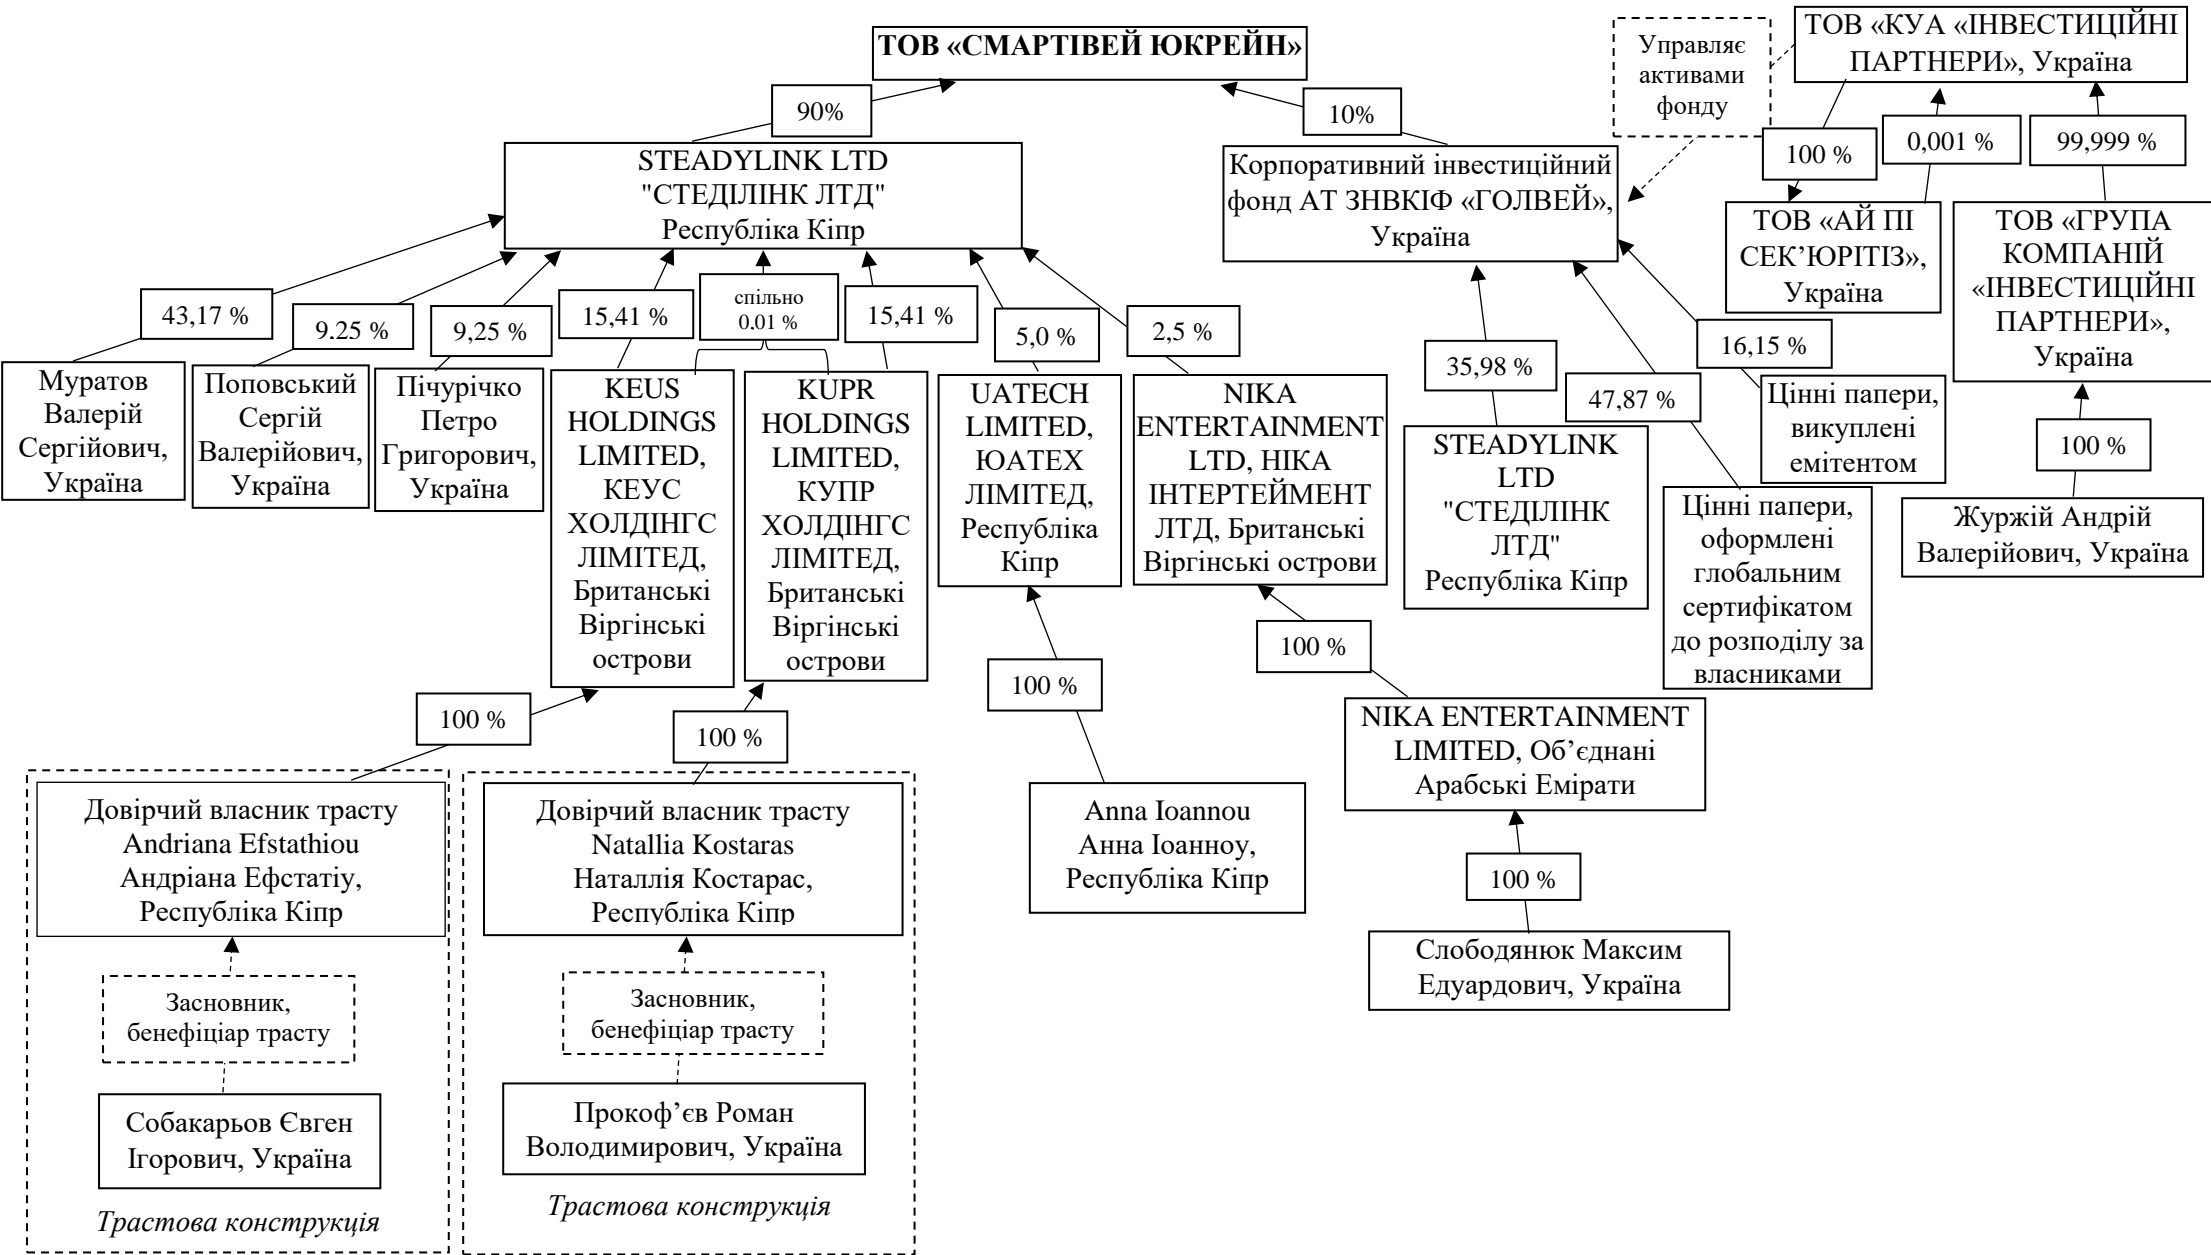 ТОВ «СМАРТІВЕЙ ЮКРЕЙН»
90%
10%
Управляє
активами
фонду
ТОВ «КУА «ІНВЕСТИЦІЙНІ
ПАРТНЕРИ», Україна
100 %
0,001 %
99,999 %
STEADYLINK LTD
"СТЕДІЛІНК ЛТД"
Республіка Кіпр
Корпоративний інвестиційний
фонд АТ ЗНВКІФ «ГОЛВЕЙ»,
Україна
ТОВ «АЙ ПІ
СЕК’ЮРІТІЗ»,
Україна
ТОВ «ГРУПА
КОМПАНІЙ
«ІНВЕСТИЦІЙНІ
ПАРТНЕРИ»,
Україна
43,17 %
9.25 %
9,25 %
15,41 %
спільно
0,01 %
15,41 %
5,0 %
2,5 %
35,98 %
47,87 %
16,15 %
100 %
Муратов
Валерій
Сергійович,
Україна
Поповський
Сергій
Валерійович,
Україна
Пічурічко
Петро
Григорович,
Україна
KEUS
HOLDINGS
LIMITED,
КЕУС
ХОЛДІНГС
ЛІМІТЕД,
Британські
Віргінські
острови
KUPR
HOLDINGS
LIMITED,
КУПР
ХОЛДІНГС
ЛІМІТЕД,
Британські
Віргінські
острови
UATECH
LIMITED,
ЮАТЕХ
ЛІМІТЕД,
Республіка
Кіпр
NIKA
ENTERTAINMENT
LTD, НІКА
ІНТЕРТЕЙМЕНТ
ЛТД, Британські
Віргінські острови
STEADYLINK
LTD
"СТЕДІЛІНК
ЛТД"
Республіка Кіпр
Цінні папери,
оформлені
глобальним
сертифікатом
до розподілу за
власниками
Цінні папери,
викуплені
емітентом
Журжій Андрій
Валерійович, Україна
100 %
100 %
100 %
100 %
Довірчий власник трасту
Andriana Efstathiou
Андріана Ефстатіу,
Республіка Кіпр
Засновник,
бенефіціар трасту
Собакарьов Євген
Ігорович, Україна
Трастова конструкція
Довірчий власник трасту
Natallia Kostaras
Наталлія Костарас,
Республіка Кіпр
Засновник,
бенефіціар трасту
Прокоф’єв Роман
Володимирович, Україна
Трастова конструкція
Anna Ioannou
Анна Іоанноу,
Республіка Кіпр
NIKA ENTERTAINMENT
LIMITED, Об’єднані
Арабські Емірати
100 %
Слободянюк Максим
Едуардович, Україна